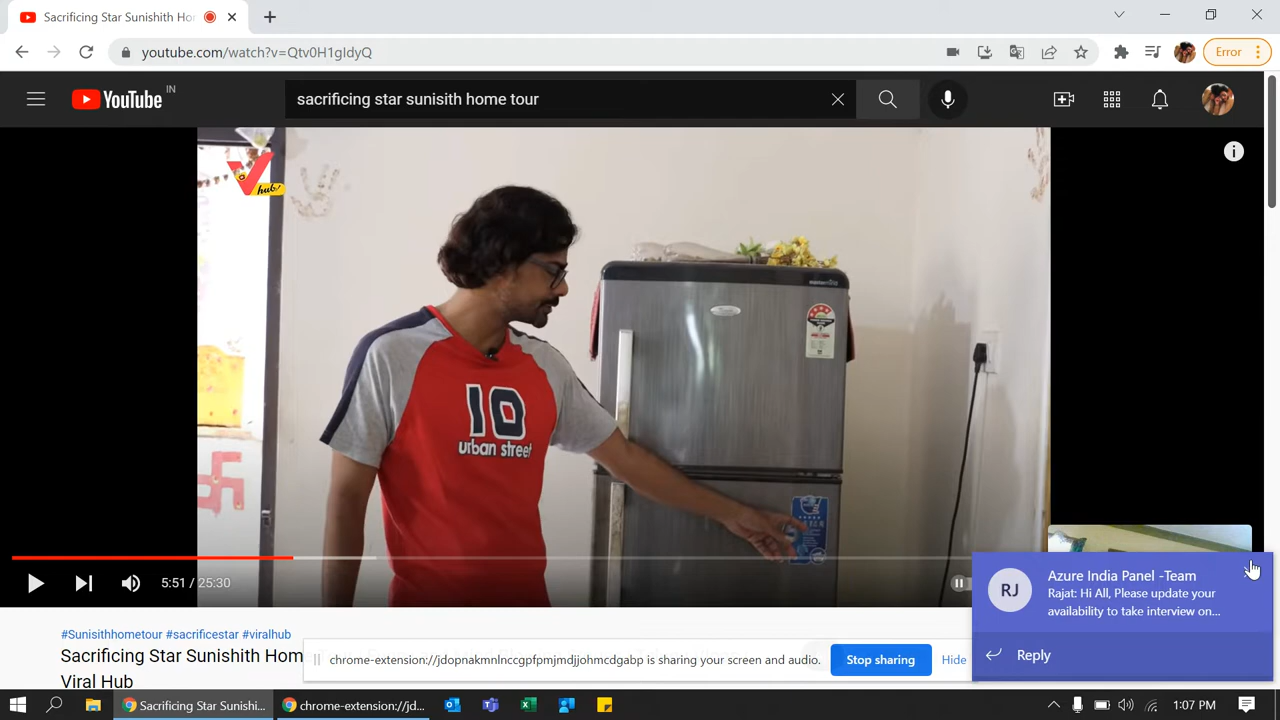 Sacrificing Star Sunishith Ho
youtube.com/watch?v=Qtv0H1gIdyQ
Error
YouTube
IN
sacrificing star sunisith home tour
hub!
10
urban street
5:51 / 25:30
#Sunisithhometour #sacrificestar #viralhub
Sacrificing Star Sunishith Hom
Viral Hub
chrome-extension://jdopnakmnlnccgpfpmjmdjjohmcdgabp is sharing your screen and audio.
Stop sharing
Hide
RJ
Azure India Panel -Team
Rajat: Hi All, Please update your
availability to take interview on...
Reply
Sacrificing Star Sunishi...
chrome-extension://jd...
1:07 PM